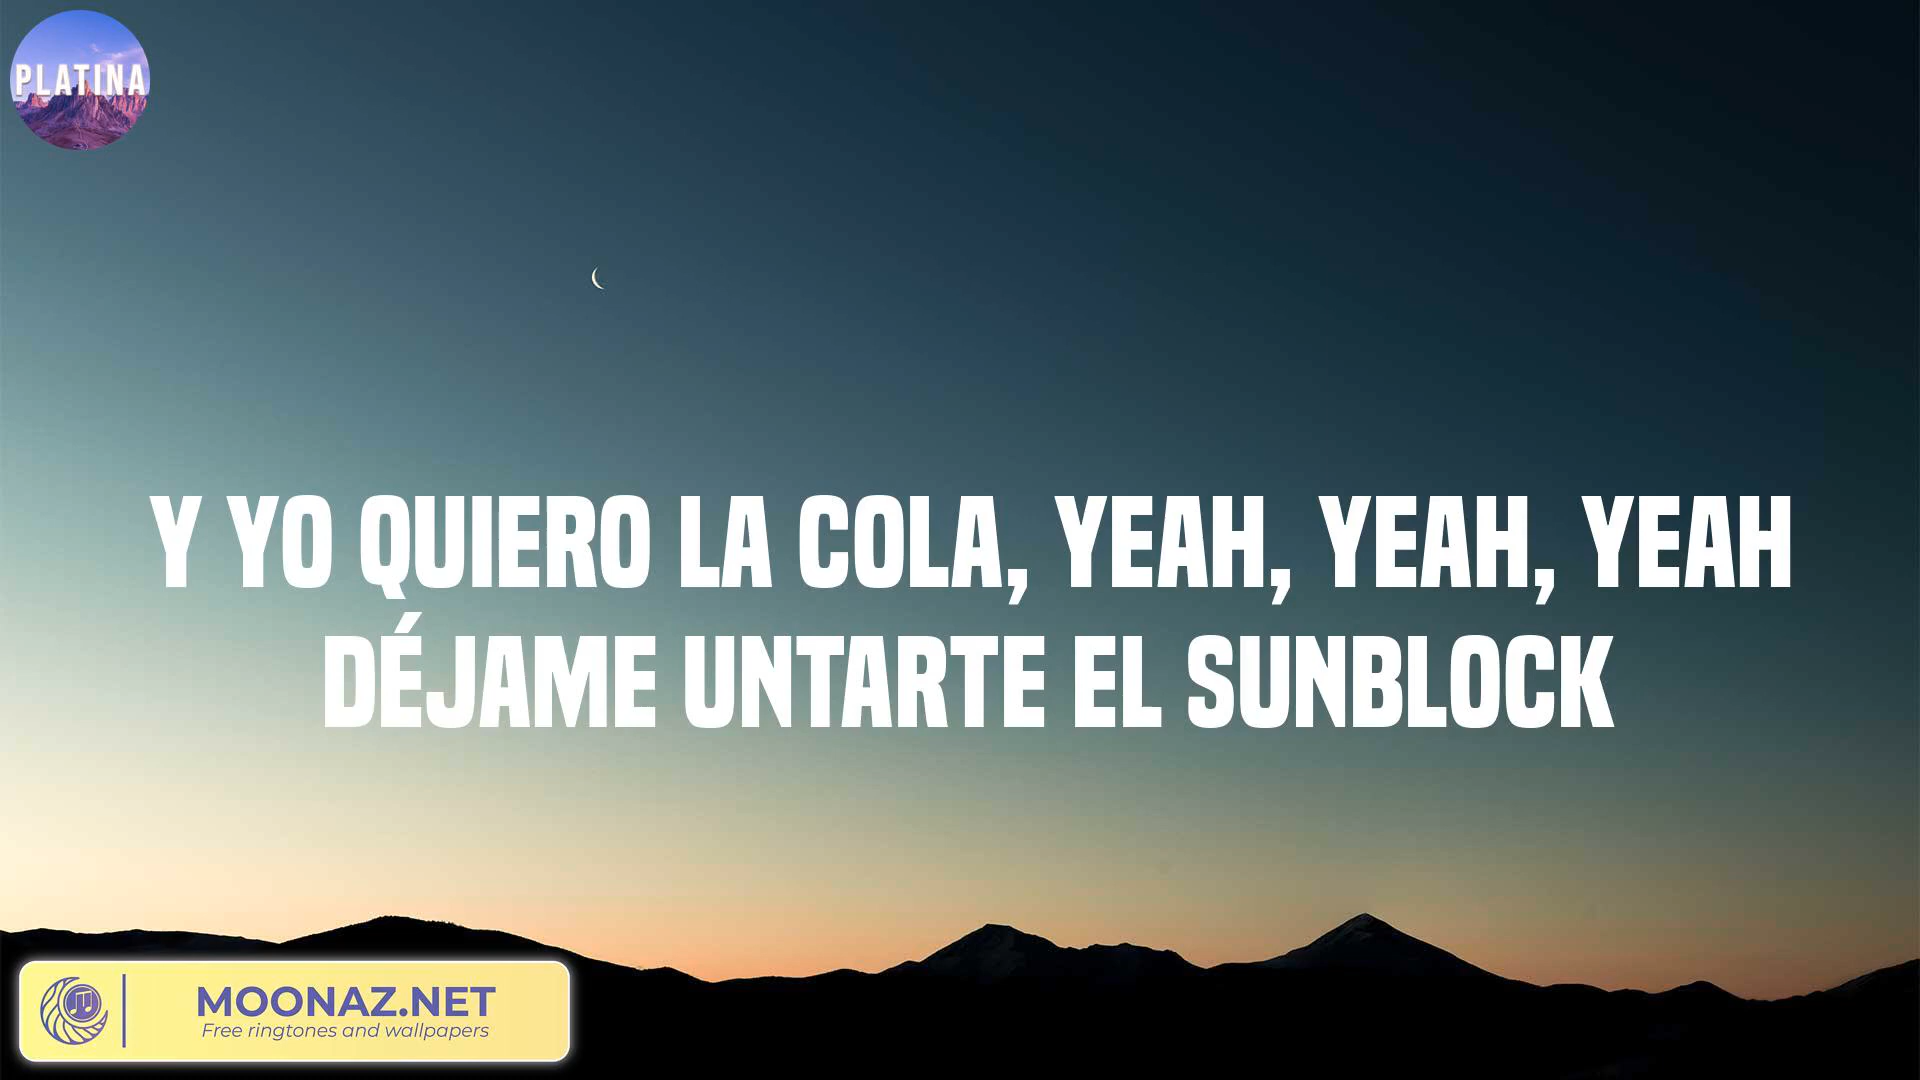 PLATINA
Y YO QUIERO LA COLA, YEAH, YEAH, YEAH
DÉJAME UNTARTE EL SUNBLOCK
MOONAZ.NET
Free ringtones and wallpapers